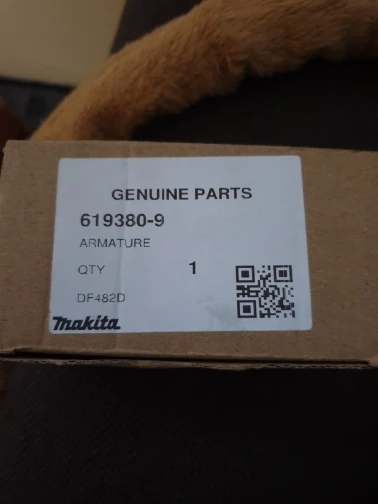 GENUINE PARTS
619380-9
ARMATURE
QTY 1
DF482D
Makita